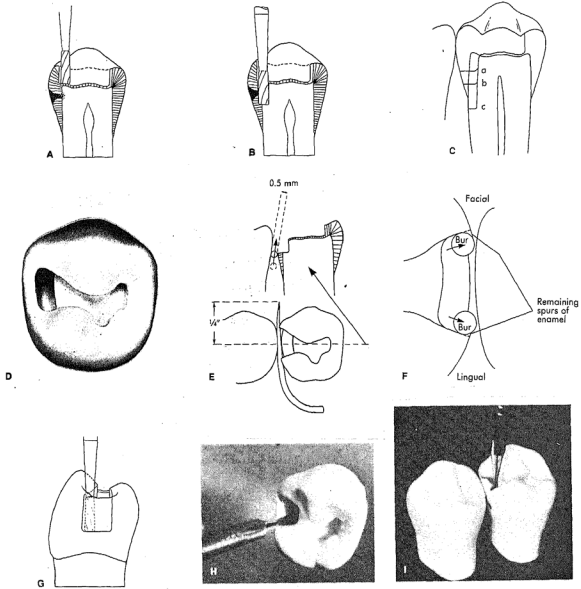 A
B
a
b
c
C
D
0.5 mm
¼"
E
Facial
Bur
Remaining
spurs of
enamel
Bur
Lingual
F
G
H
I